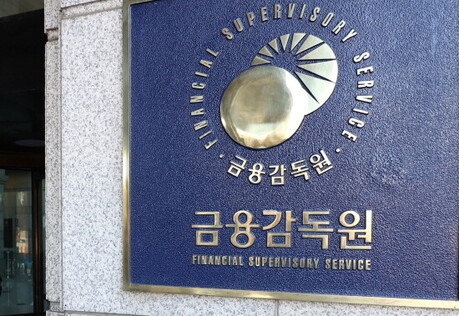 · FINANCIAL SUPERVISORY SERVICE ·
금융감독원
금융감독원
FINANCIAL SUPERVISORY SERVICE